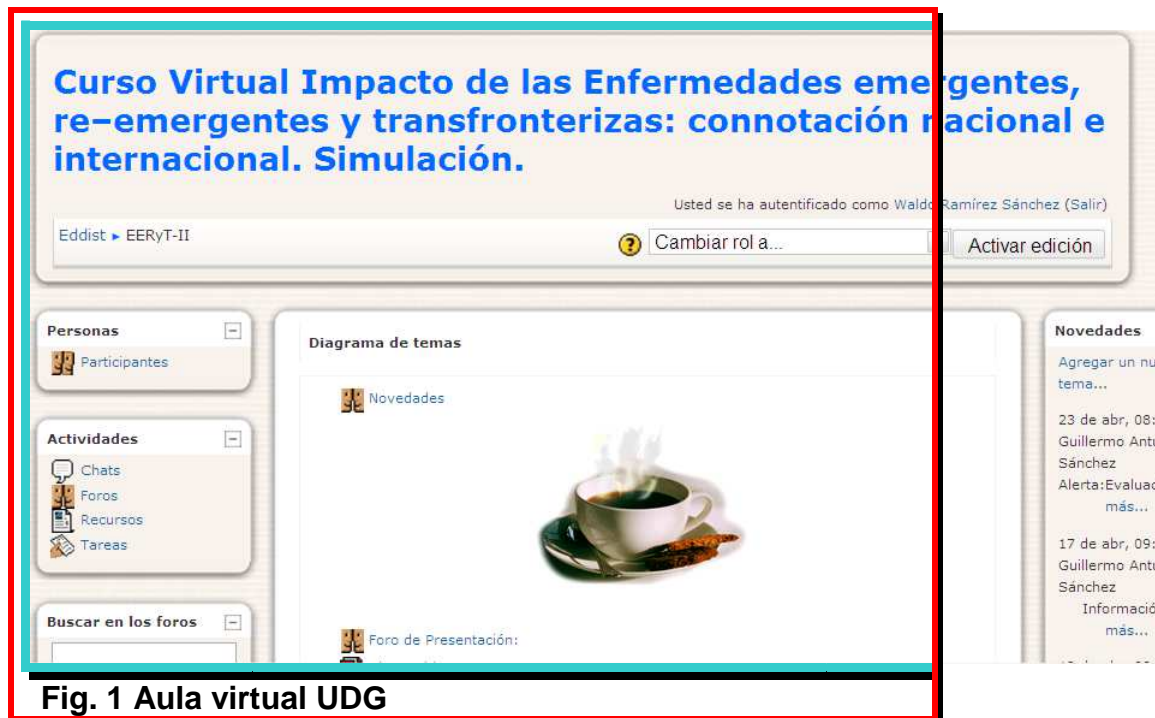 Curso Virtual Impacto de las Enfermedades emergentes,
re-emergentes y transfronterizas: connotación nacional e
internacional. Simulación.
Usted se ha autentificado como Waldo Ramírez Sánchez (Salir)
Eddist ► EERyT-II
Cambiar rol a...
Activar edición
Personas
Participantes
Actividades
Chats
Foros
Recursos
Tareas
Buscar en los foros
Diagrama de temas
Novedades
Foro de Presentación:
Novedades
Agregar un nu
tema...
23 de abr, 08:
Guillermo Antu
Sánchez
Alerta:Evaluac
más...
17 de abr, 09:
Guillermo Antu
Sánchez
Informació
más...
Fig. 1 Aula virtual UDG